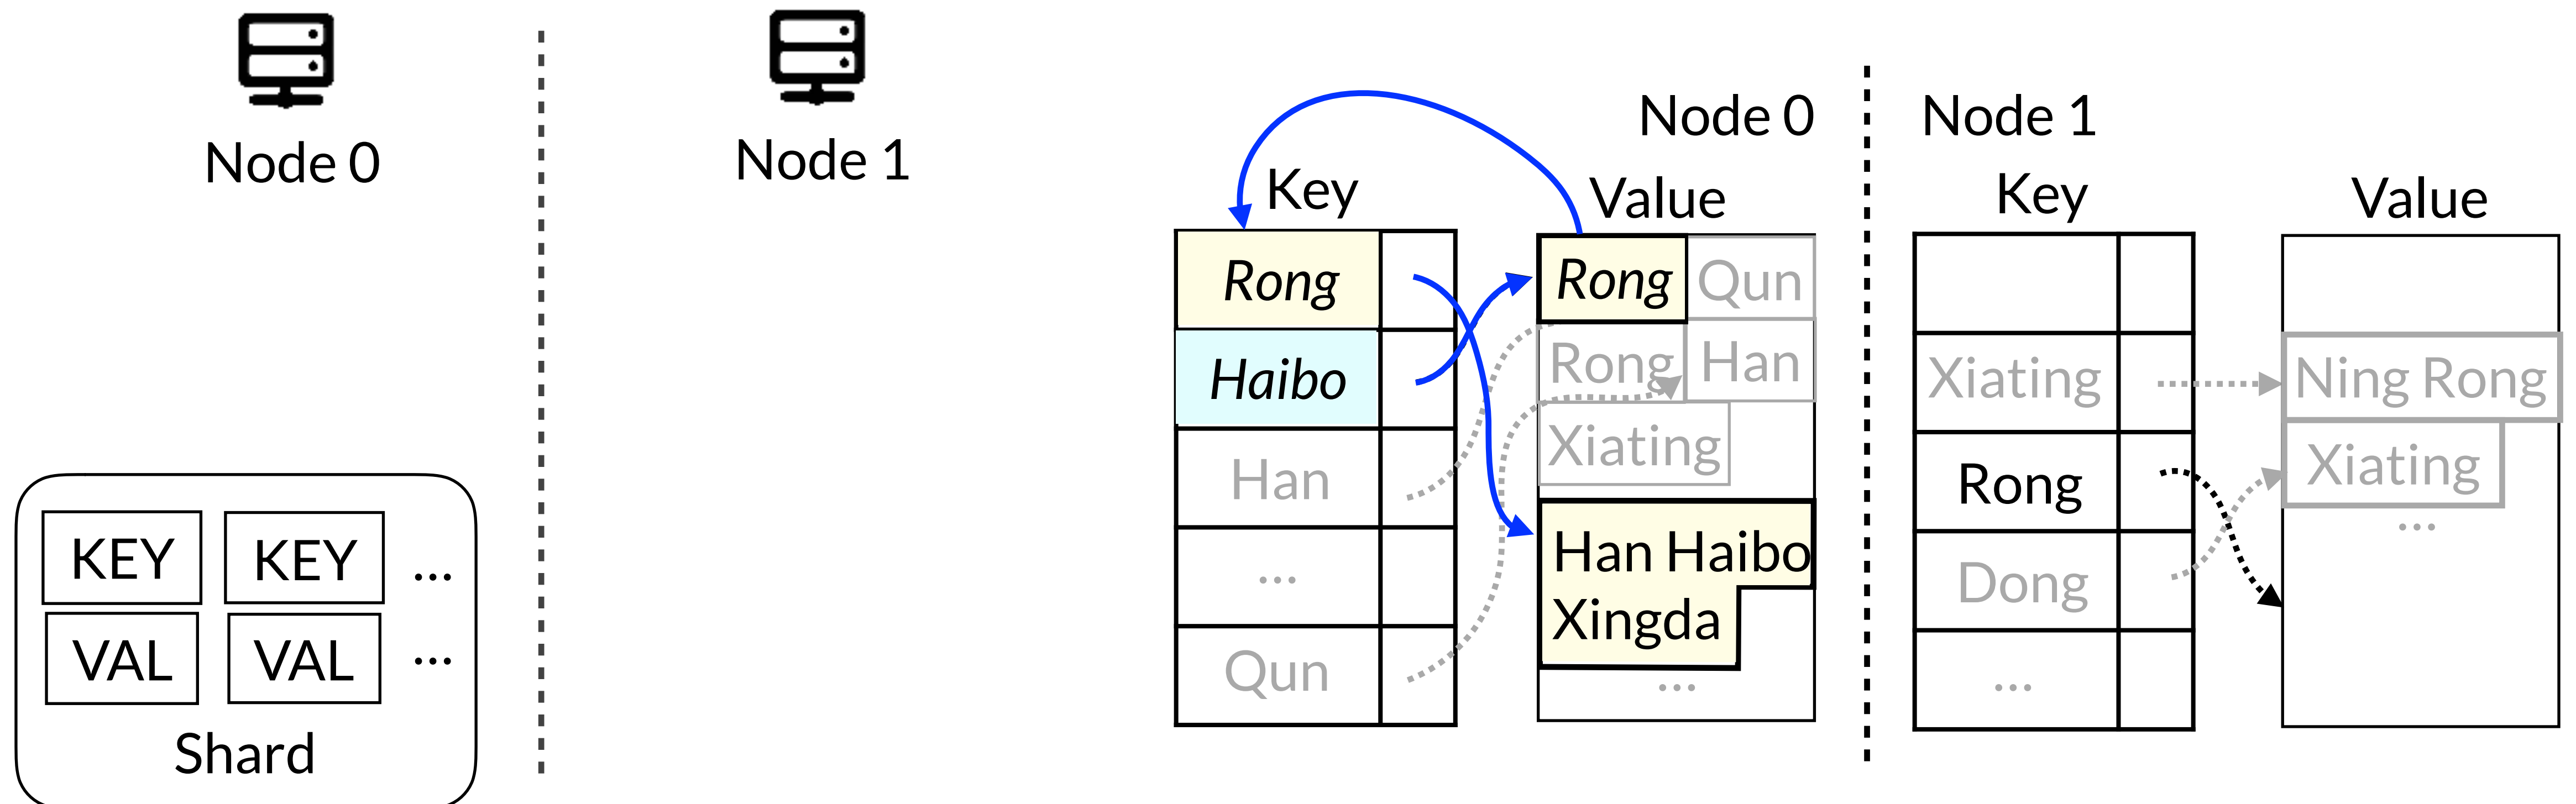 Node 0
Node 1
KEY KEY ...
VAL VAL ...
Shard
Node 0
Key Value
Rong
Haibo
Han
...
Qun
Rong Qun
Rong Han
Xiating
Han Haibo
Xingda
...
Node 1
Key Value
Xiating
Rong
Dong
...
Ning Rong
Xiating
...